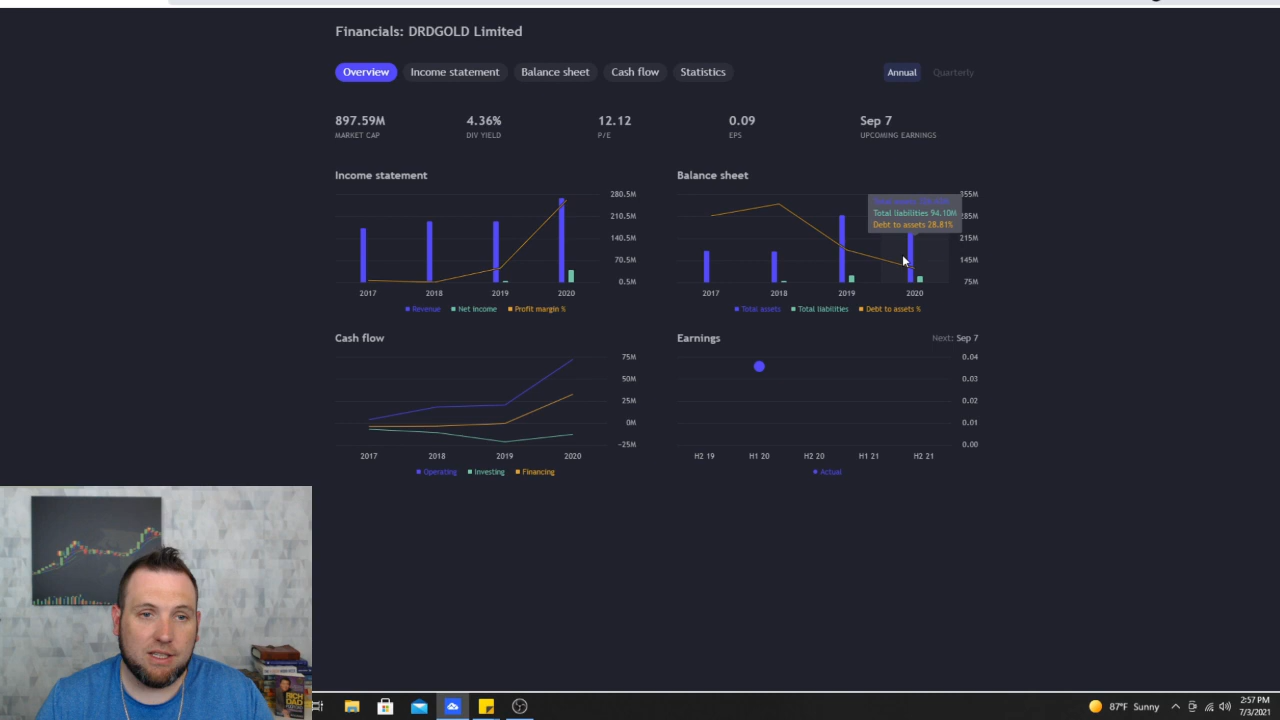 Financials: DRDGOLD Limited
Overview Income statement Balance sheet Cash flow Statistics Annual Quarterly
897.59M 4.36% 12.12 0.09 Sep 7
MARKET CAP DIV YIELD P/E EPS UPCOMING EARNINGS
Income statement
280.5M
210.5M
140.5M
70.5M
0.5M
2017 2018 2019 2020
Revenue Net income Profit margin %
Balance sheet
355M
285M
215M
145M
75M
Total assets
Total liabilities 94.10M
Debt to assets 28.81%
2017 2018 2019 2020
Total assets Total liabilities Debt to assets %
Cash flow
75M
50M
25M
0M
-25M
2017 2018 2019 2020
Operating Investing Financing
Earnings Next: Sep 7
0.04
0.03
0.02
0.01
0.00
H2 19 H1 20 H2 20 H1 21 H2 21
Actual
RICH
DAD
87°F Sunny
2:57 PM
7/3/2021